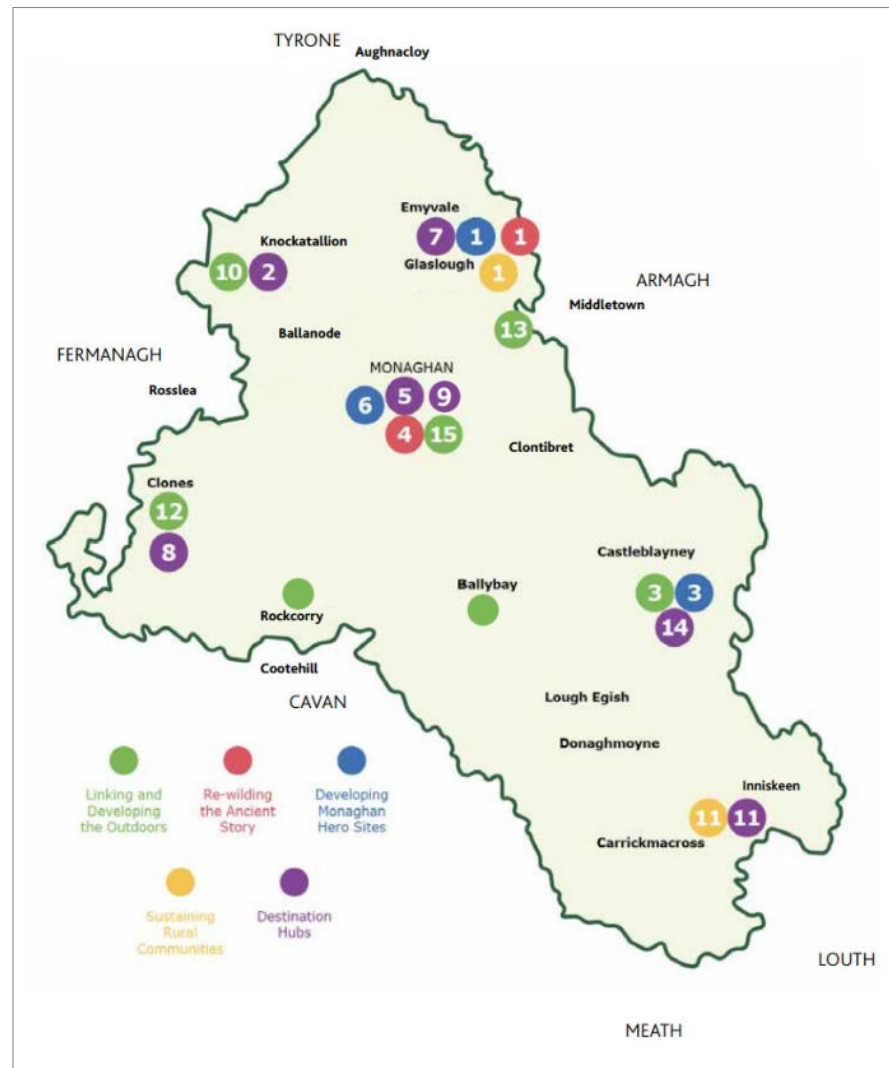 TYRONE
Aughnacloy
Emyvale
7 1 1
Knockatallion
Glaslough
10 2
1
ARMAGH
Middletown
13
Ballanode
FERMANAGH
MONAGHAN
Rosslea
6 5 9
4 15
Clontibret
Clones
12
8
Castleblayney
Ballybay
3 3
14
Rockcorry
Cootehill
CAVAN
Lough Egish
Donaghmoyne
Inniskeen
11 11
Carrickmacross
Linking and
Developing
the Outdoors
Re-wilding
the Ancient
Story
Developing
Monaghan
Hero Sites
Sustaining
Rural
Communities
Destination
Hubs
LOUTH
MEATH